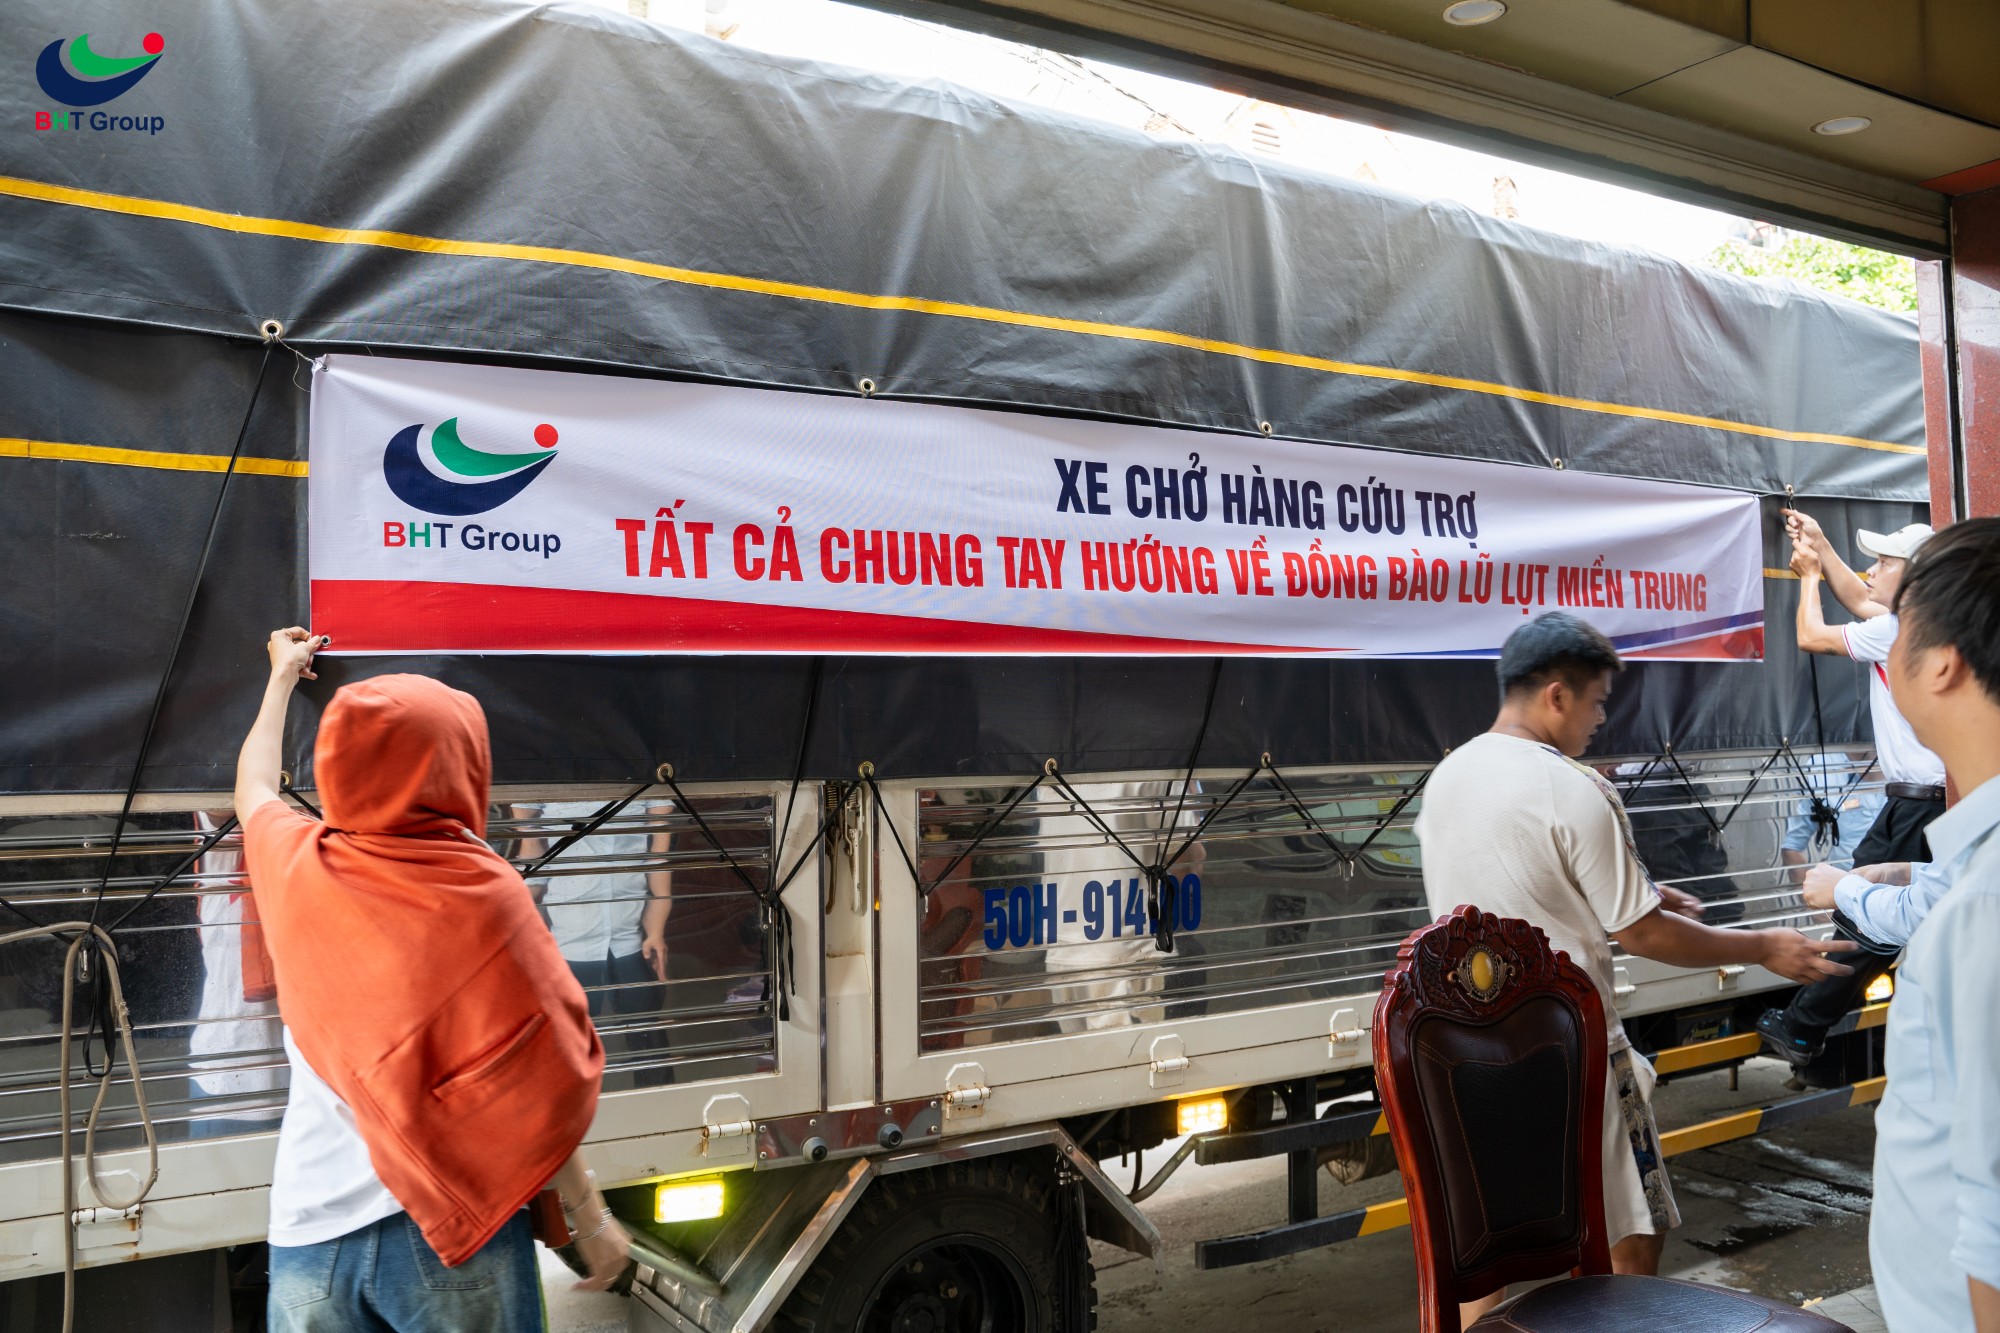 BHT Group
BHT Group
XE CHỞ HÀNG CỨU TRỢ
TẤT CẢ CHUNG TAY HƯỚNG VỀ ĐỒNG BÀO LŨ LỤT MIỀN TRUNG